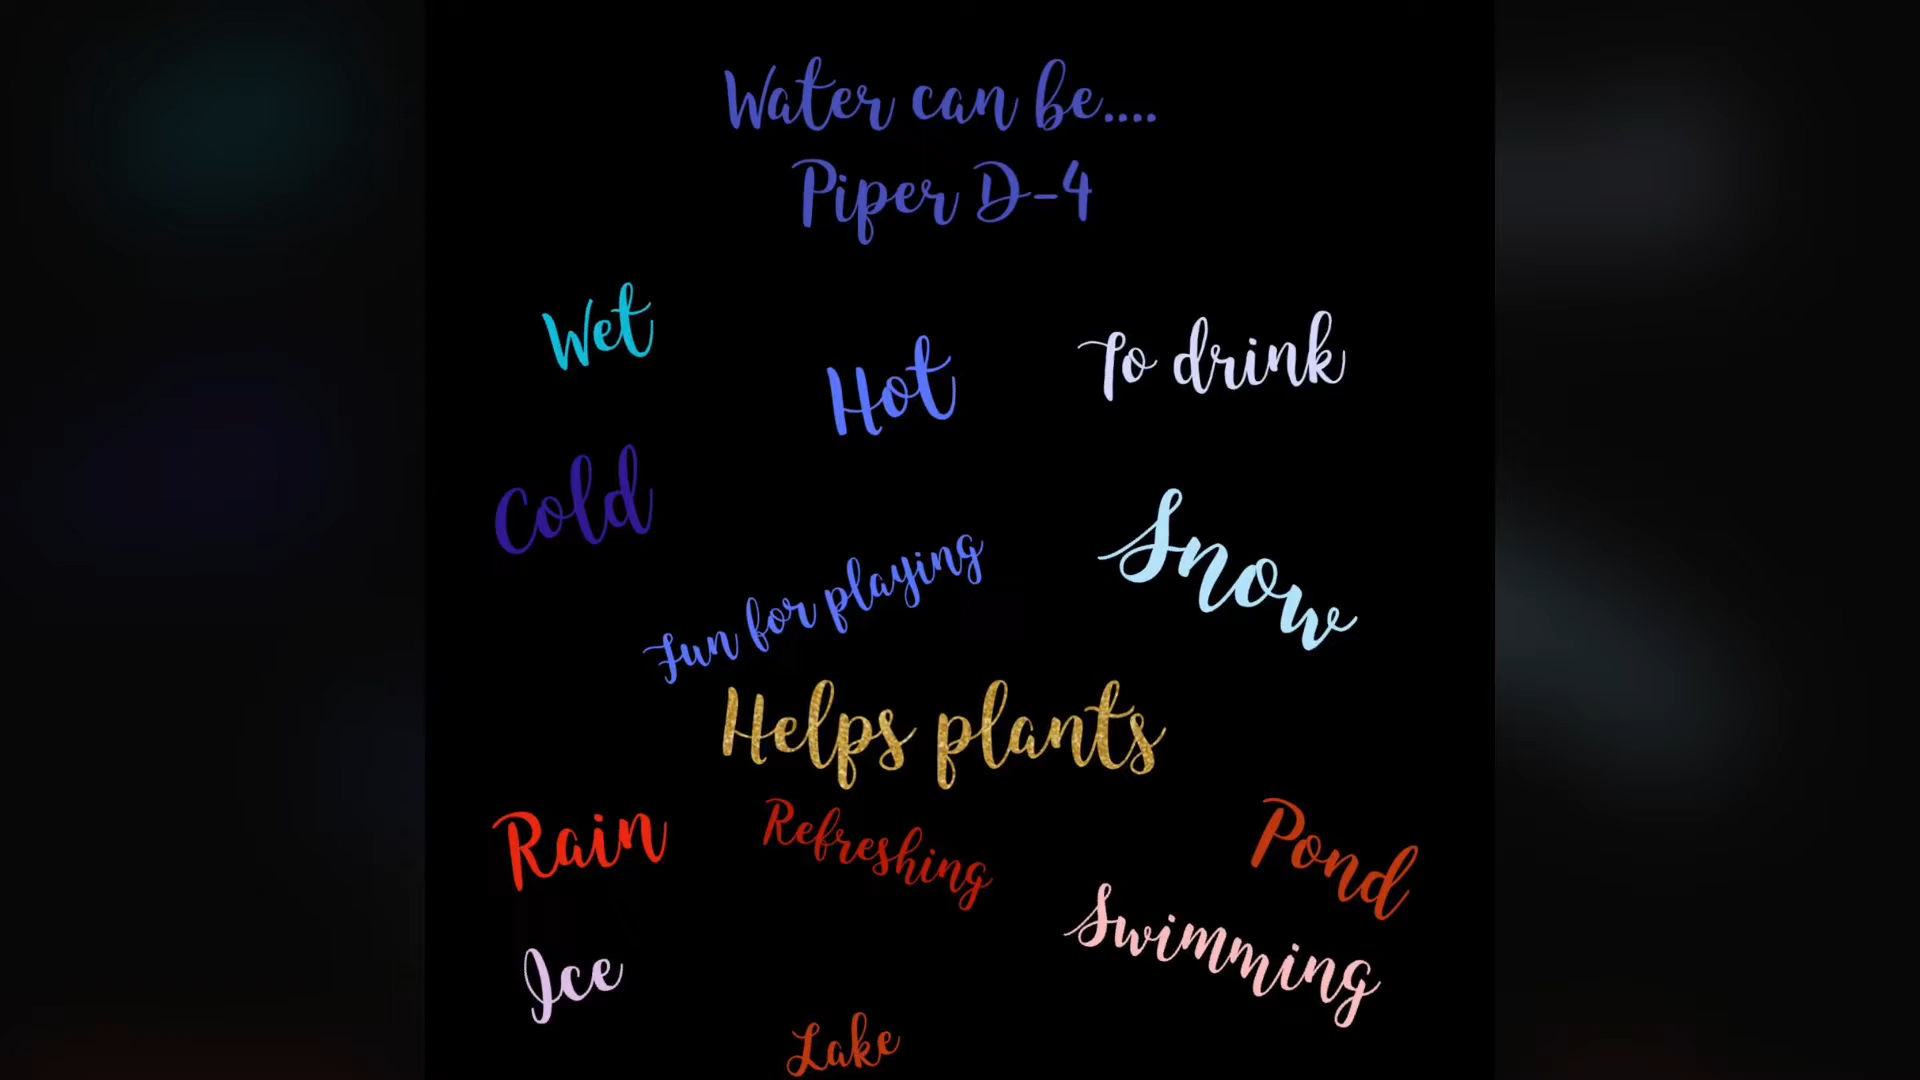 Water can be....
Piper D-4
Wet
Hot
To drink
Cold
Snow
Fun for playing
Helps plants
Rain
Refreshing
Pond
Swimming
Ice
Lake